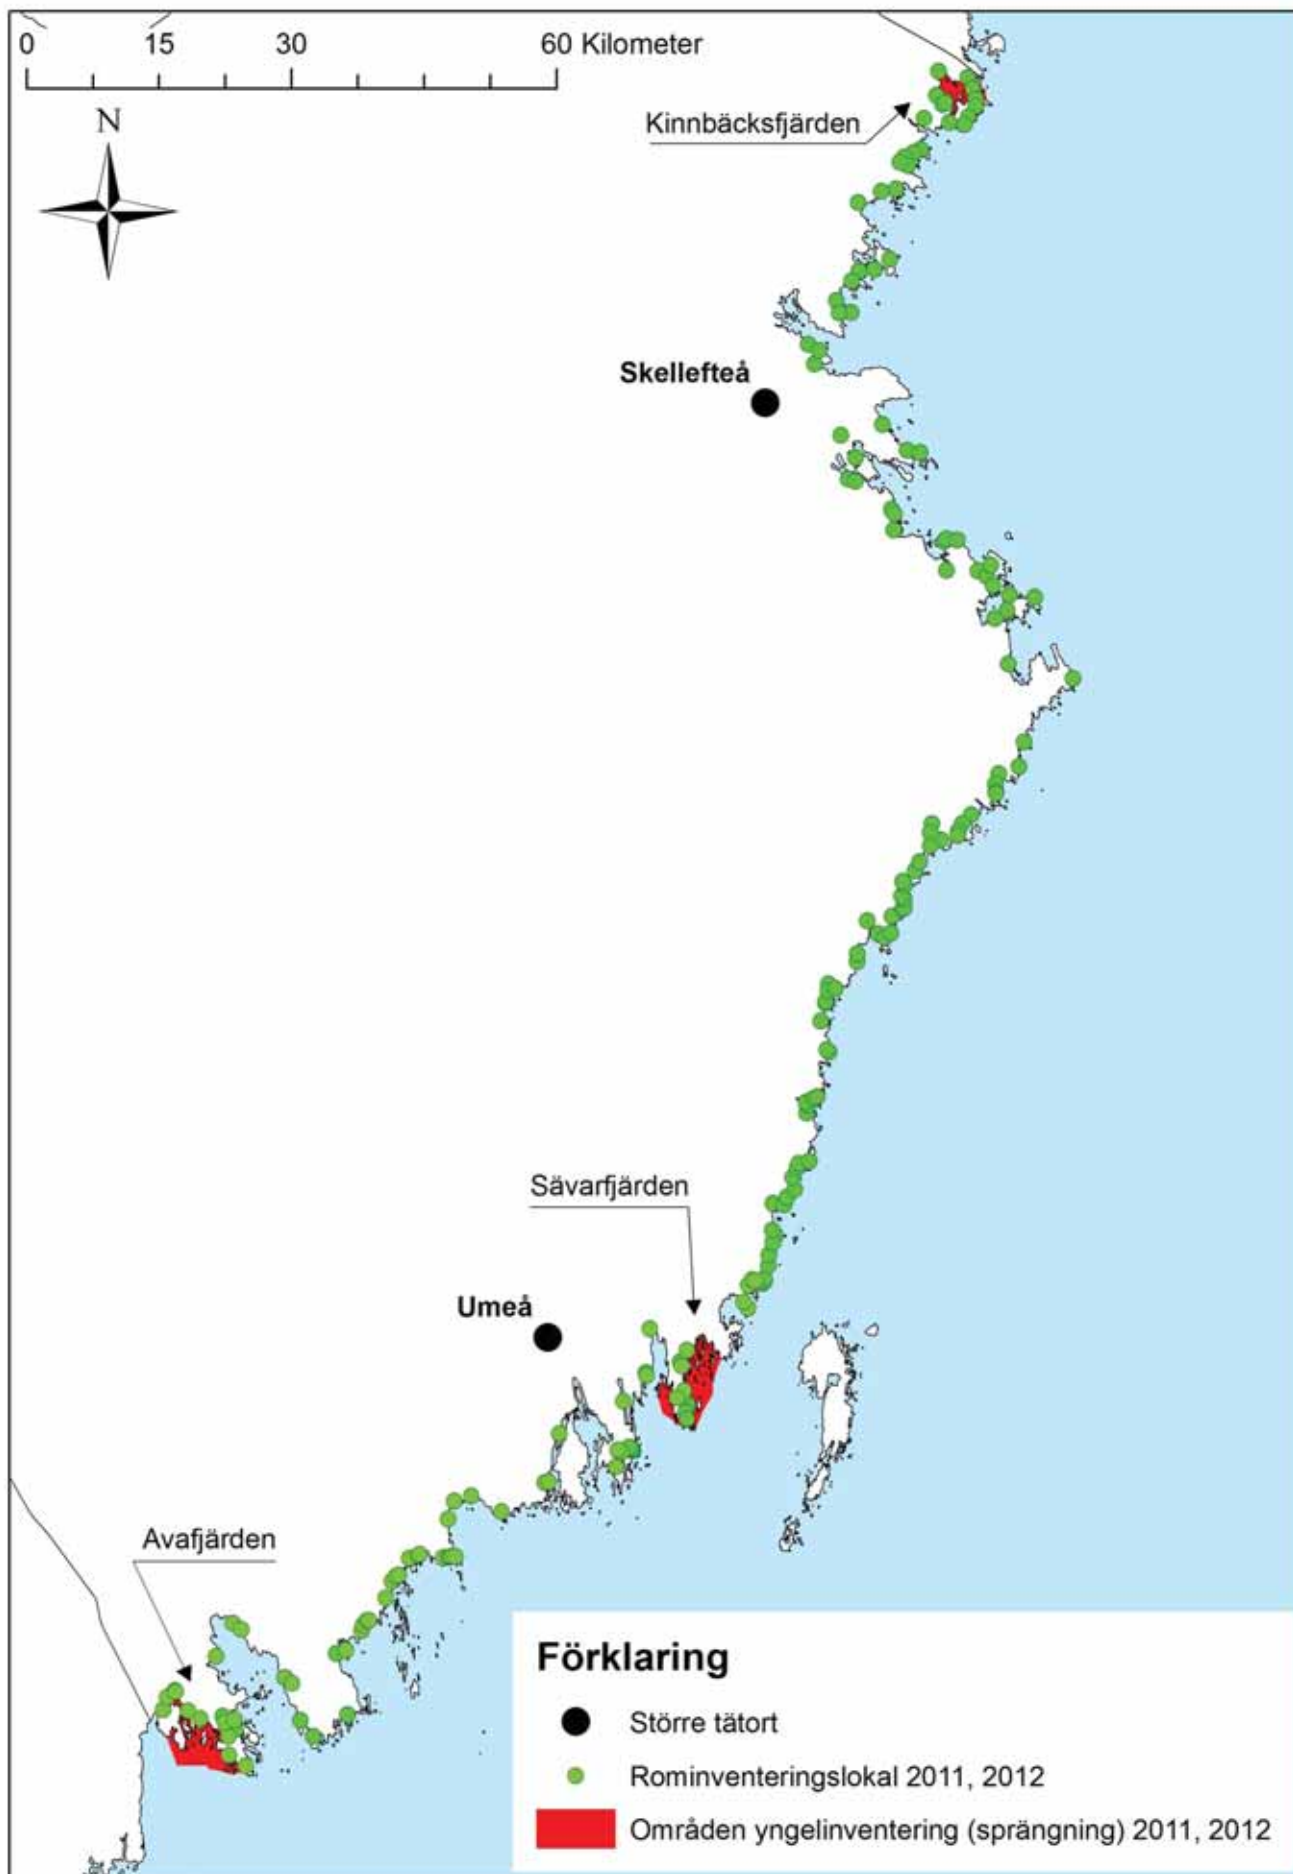 0 15 30 60 Kilometer
N
Kinnbäcksfjärden
Skellefteå
Sävarfjärden
Umeå
Avafjärden
Förklaring
Större tätort
Rominventeringslokal 2011, 2012
Områden yngelinventering (sprängning) 2011, 2012